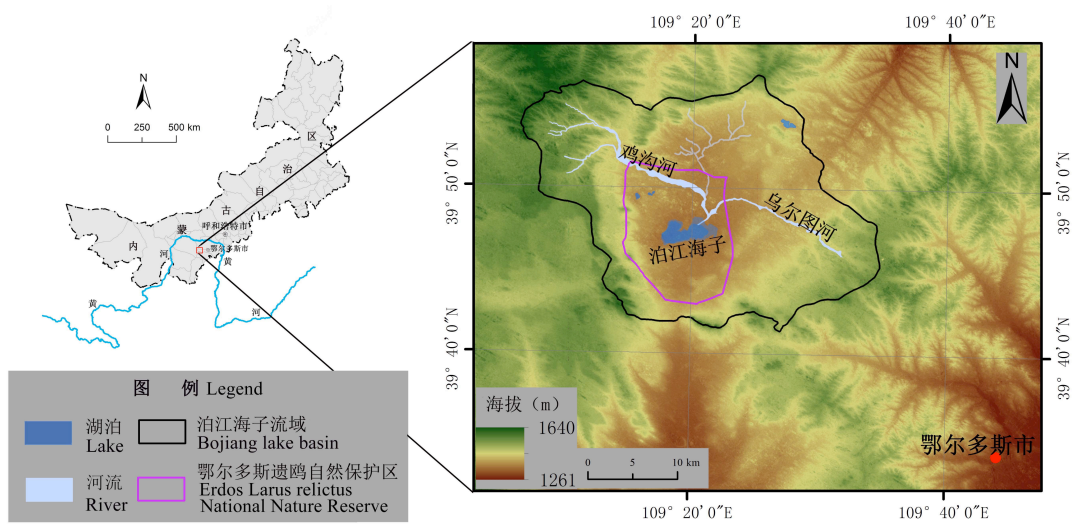 N
0 250 500 km
内
蒙
古
自
治
区
呼和浩特市
鄂尔多斯市
黄
河
黄
河
图 例 Legend
湖泊
Lake
泊江海子流域
Bojiang lake basin
河流
River
鄂尔多斯遗鸥自然保护区
Erdos Larus relictus
National Nature Reserve
109° 20'0"E
109° 40'0"E
39° 50'0"N
39° 40'0"N
N
鸡沟河
乌尔图河
泊江海子
鄂尔多斯市
海拔（m）
1640
1261
0 5 10 km
39° 50'0"N
39° 40'0"N
109° 20'0"E
109° 40'0"E